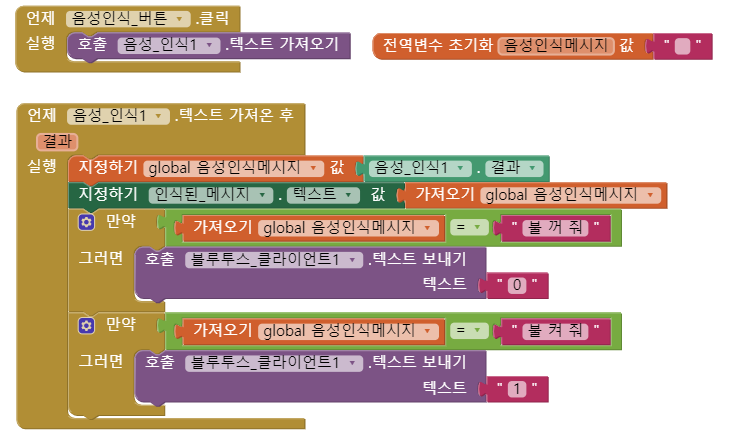 언제 음성인식_버튼 .클릭
실행 호출 음성_인식1 .텍스트 가져오기
전역변수 초기화 음성인식메시지 값 " "
언제 음성_인식1 .텍스트 가져온 후
결과
실행 지정하기 global 음성인식메시지 값 음성_인식1 . 결과
지정하기 인식된_메시지 . 텍스트 값 가져오기 global 음성인식메시지
만약 가져오기 global 음성인식메시지 = " 불 꺼 줘 "
그러면 호출 블루투스_클라이언트1 .텍스트 보내기
텍스트 " 0 "
만약 가져오기 global 음성인식메시지 = " 불 켜 줘 "
그러면 호출 블루투스_클라이언트1 .텍스트 보내기
텍스트 " 1 "